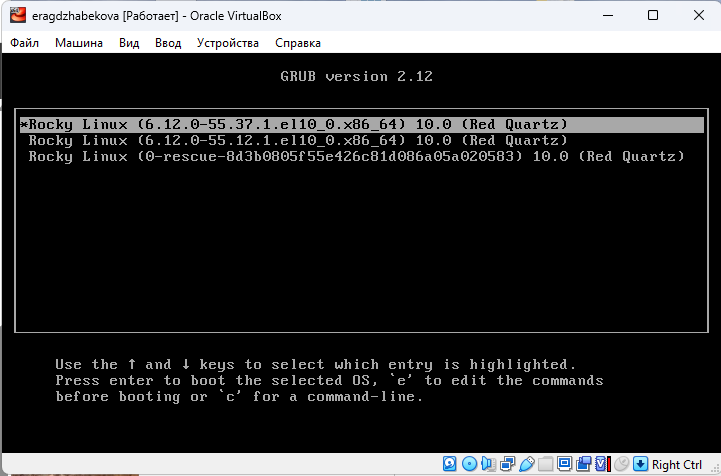 eragdzhabekova [Работает] - Oracle VirtualBox
Файл Машина Вид Ввод Устройства Справка
GRUB version 2.12
*Rocky Linux (6.12.0-55.37.1.el10_0.x86_64) 10.0 (Red Quartz)
Rocky Linux (6.12.0-55.12.1.el10_0.x86_64) 10.0 (Red Quartz)
Rocky Linux (0-rescue-8d3b0805f55e426c81d086a05a020583) 10.0 (Red Quartz)
Use the ↑ and ↓ keys to select which entry is highlighted.
Press enter to boot the selected OS, `e' to edit the commands
before booting or `c' for a command-line.
Right Ctrl